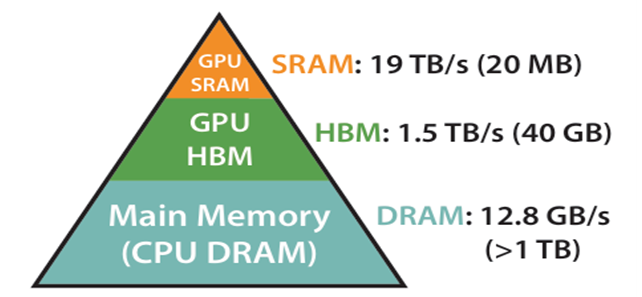 GPU
SRAM
SRAM: 19 TB/s (20 MB)
GPU
HBM
HBM: 1.5 TB/s (40 GB)
Main Memory
(CPU DRAM)
DRAM: 12.8 GB/s
(>1 TB)